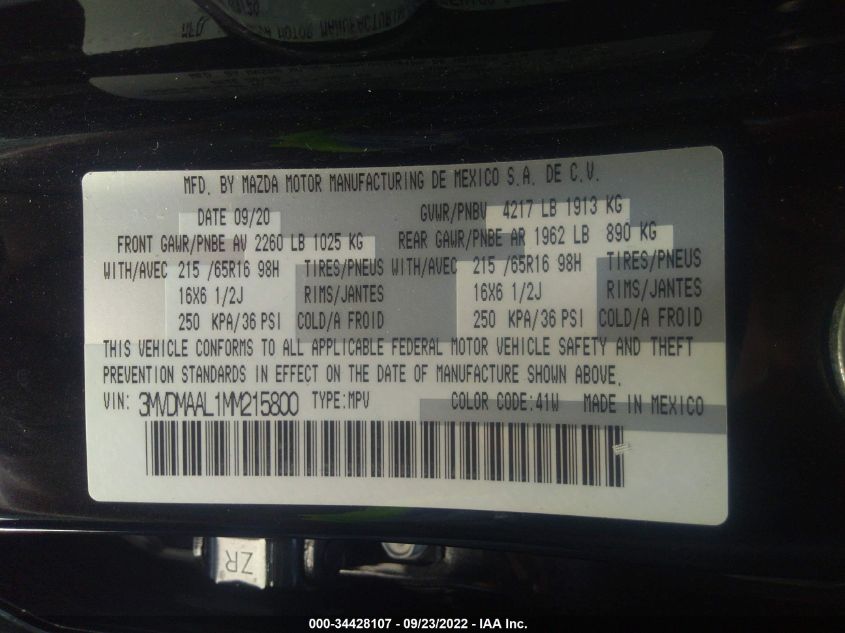 MFD. BY MAZDA MOTOR MANUFACTURING DE MEXICO S.A. DE C.V.
DATE 09/20 GVWR/PNBV 4217 LB 1913 KG
FRONT GAWR/PNBE AV 2260 LB 1025 KG REAR GAWR/PNBE AR 1962 LB 890 KG
WITH/AVEC 215 /65R16 98H TIRES/PNEUS WITH/AVEC 215 /65R16 98H TIRES/PNEUS
16X6 1/2J RIMS/JANTES 16X6 1/2J RIMS/JANTES
250 KPA/36 PSI COLD/A FROID 250 KPA/36 PSI COLD/A FROID
THIS VEHICLE CONFORMS TO ALL APPLICABLE FEDERAL MOTOR VEHICLE SAFETY AND THEFT
PREVENTION STANDARDS IN EFFECT ON THE DATE OF MANUFACTURE SHOWN ABOVE.
VIN: 3MVDMAAL1MM215800 TYPE:MPV COLOR CODE:41W MADE IN MEXICO
ZR
000-34428107 - 09/23/2022 - IAA Inc.